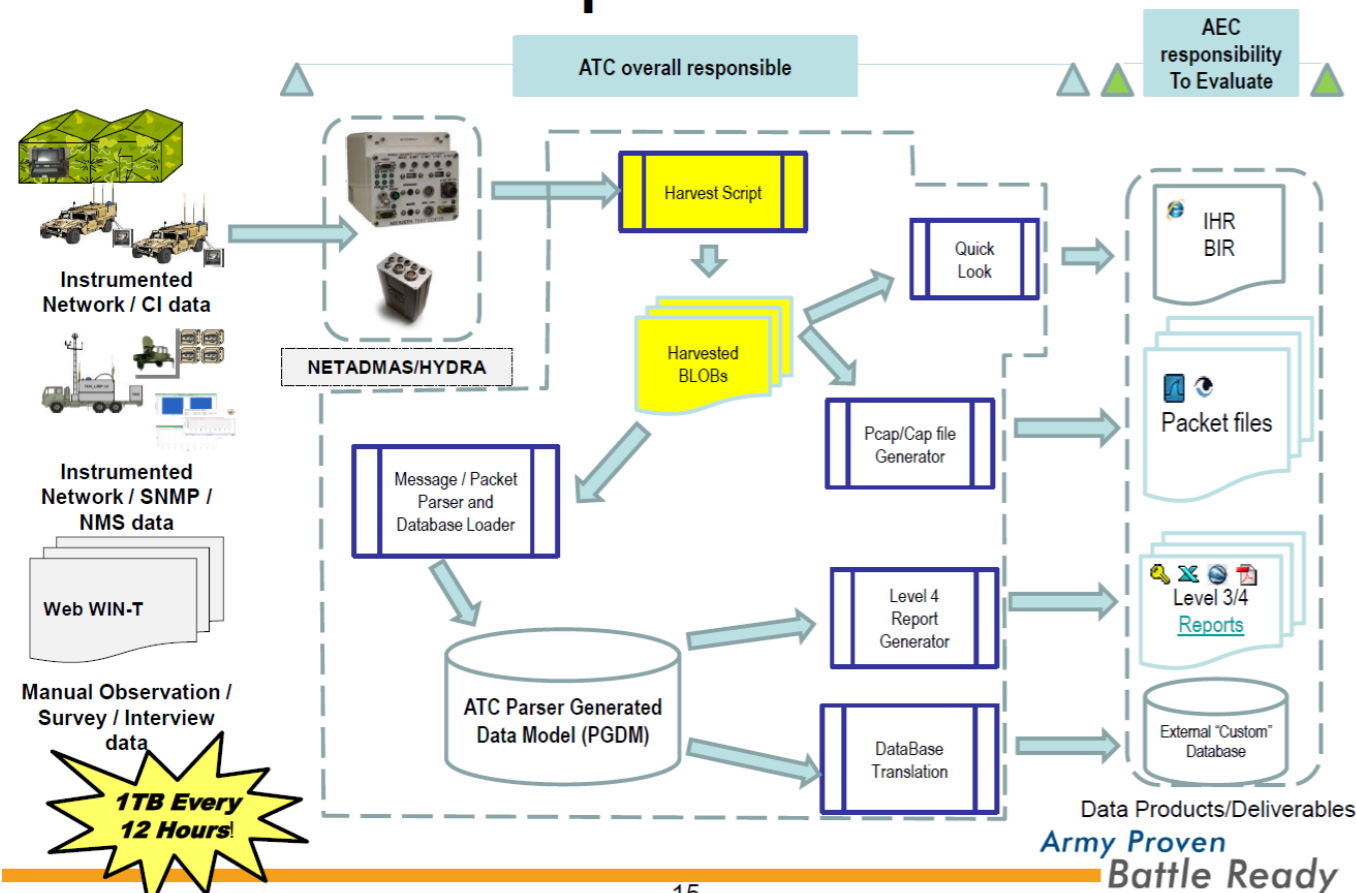 ATC overall responsible
AEC
responsibility
To Evaluate
Instrumented
Network / CI data
NETADMAS/HYDRA
Harvest Script
Quick
Look
IHR
BIR
Harvested
BLOBs
Instrumented
Network / SNMP /
NMS data
Pcap/Cap file
Generator
Packet files
Message / Packet
Parser and
Database Loader
Web WIN-T
Level 4
Report
Generator
Level 3/4
Reports
Manual Observation /
Survey / Interview
data
ATC Parser Generated
Data Model (PGDM)
DataBase
Translation
External “Custom”
Database
1TB Every
12 Hours!
Data Products/Deliverables
Army Proven
Battle Ready
15